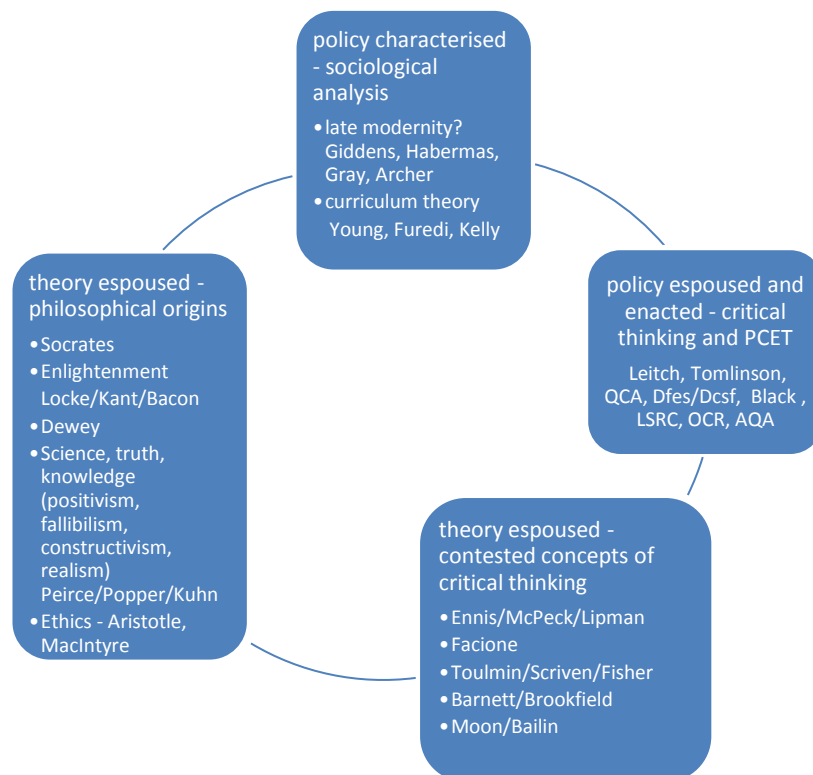 policy characterised
- sociological
analysis
•late modernity?
Giddens, Habermas,
Gray, Archer
•curriculum theory
Young, Furedi, Kelly
policy espoused and
enacted - critical
thinking and PCET
Leitch, Tomlinson,
QCA, Dfes/Dcsf, Black ,
LSRC, OCR, AQA
theory espoused -
contested concepts of
critical thinking
•Ennis/McPeck/Lipman
•Facione
•Toulmin/Scriven/Fisher
•Barnett/Brookfield
•Moon/Bailin
theory espoused -
philosophical origins
•Socrates
•Enlightenment
Locke/Kant/Bacon
•Dewey
•Science, truth,
knowledge
(positivism,
fallibilism,
constructivism,
realism)
Peirce/Popper/Kuhn
•Ethics - Aristotle,
MacIntyre